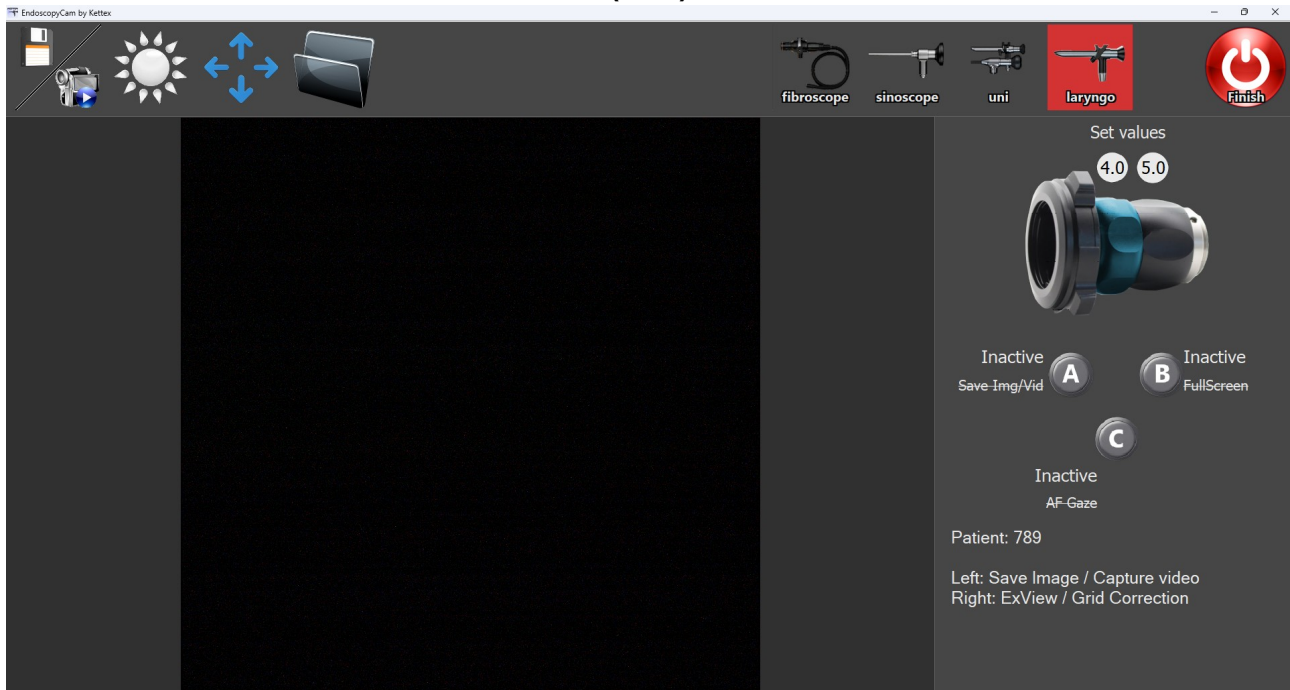 EndoscopyCam by Kettex
fibroscope
sinoscope
uni
laryngo
Finish
Set values
4.0 5.0
Inactive
Save Img/Vid
A
B
Inactive
FullScreen
C
Inactive
AF Gaze
Patient: 789
Left: Save Image / Capture video
Right: ExView / Grid Correction